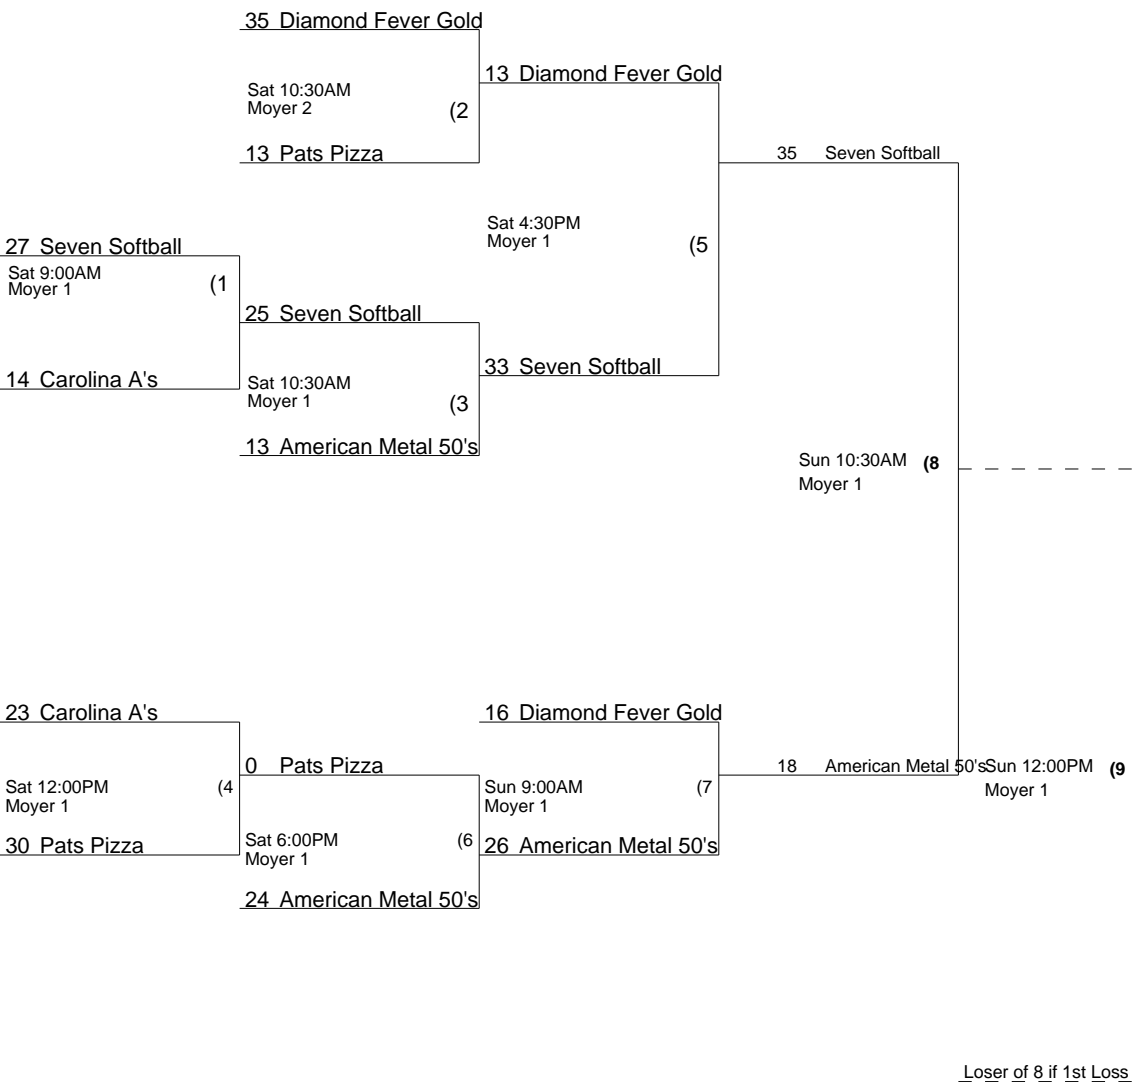 35 Diamond Fever Gold
13 Diamond Fever Gold
Sat 10:30AM
Moyer 2
(2
13 Pats Pizza
35 Seven Softball
Sat 4:30PM
Moyer 1
(5
27 Seven Softball
Sat 9:00AM
Moyer 1
(1
25 Seven Softball
33 Seven Softball
14 Carolina A's
Sat 10:30AM
Moyer 1
(3
13 American Metal 50's
Sun 10:30AM (8
Moyer 1
23 Carolina A's
16 Diamond Fever Gold
0 Pats Pizza
18 American Metal 50's
Sun 12:00PM (9
Moyer 1
Sat 12:00PM
Moyer 1
(4
Sun 9:00AM
Moyer 1
(7
30 Pats Pizza
Sat 6:00PM
Moyer 1
(6
26 American Metal 50's
24 American Metal 50's
Loser of 8 if 1st Loss